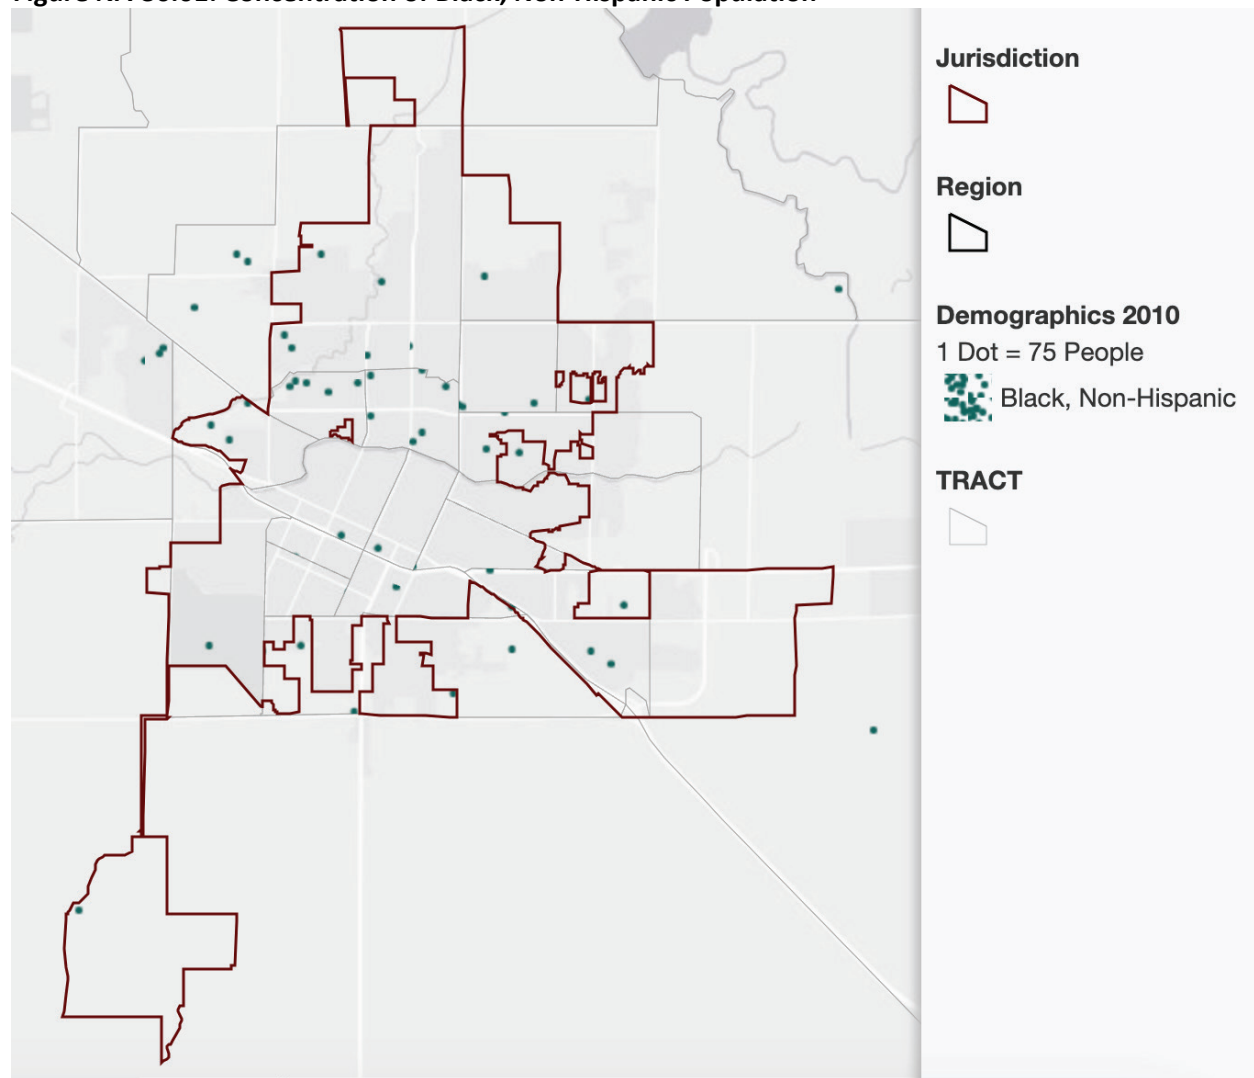 Jurisdiction
Region
Demographics 2010
1 Dot = 75 People
Black, Non-Hispanic
TRACT